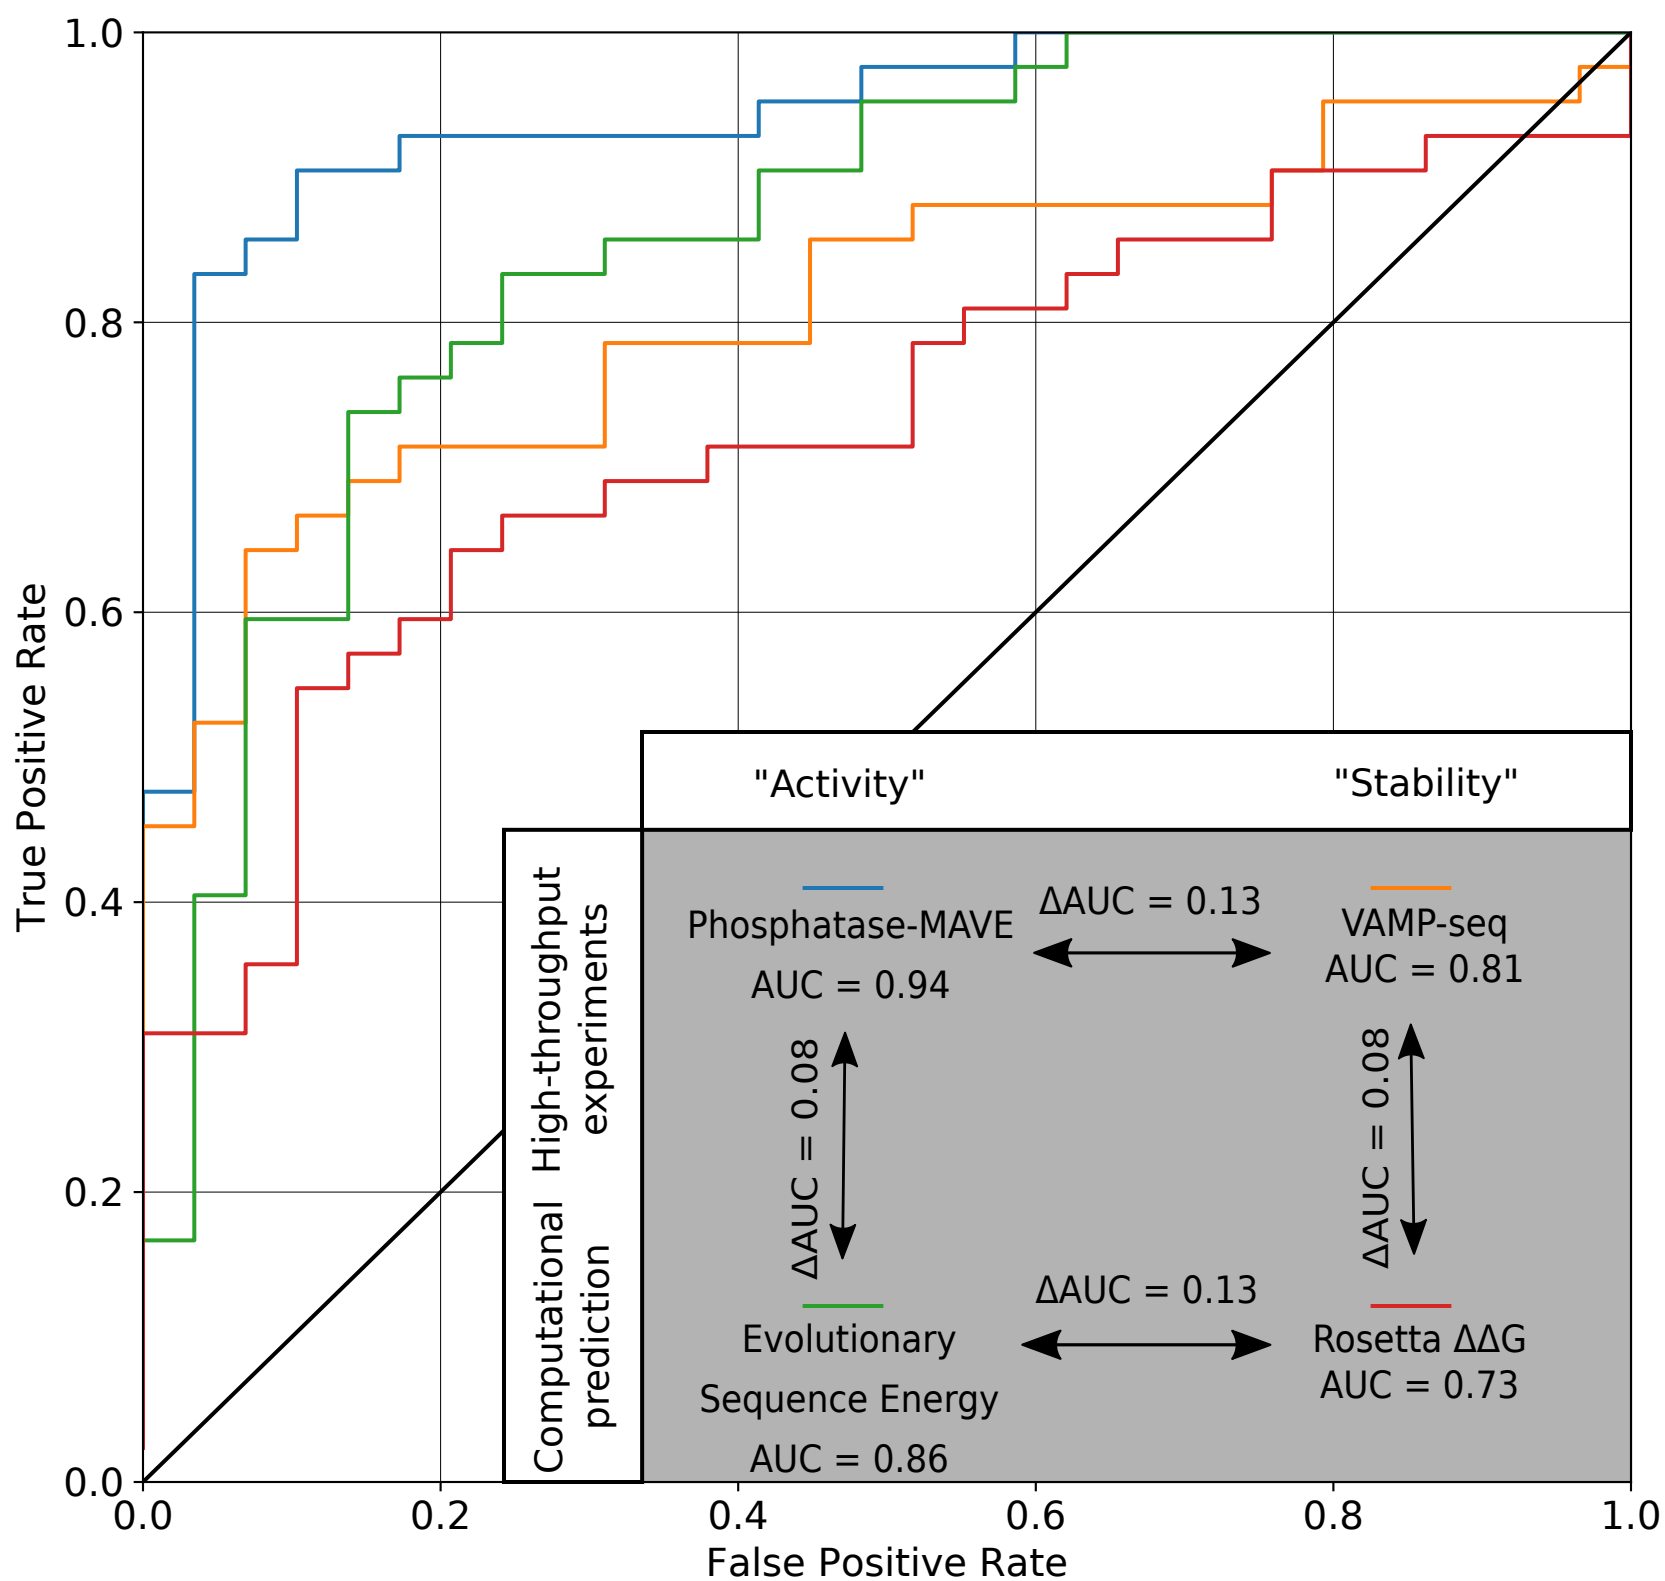 1.0
0.8
0.6
0.4
0.2
0.0
True Positive Rate
0.0
0.2
0.4
0.6
0.8
1.0
False Positive Rate
"Activity"
"Stability"
High-throughput
experiments
Computational
prediction
Phosphatase-MAVE
AUC = 0.94
ΔAUC = 0.13
VAMP-seq
AUC = 0.81
ΔAUC = 0.08
ΔAUC = 0.08
Evolutionary
Sequence Energy
AUC = 0.86
ΔAUC = 0.13
Rosetta ΔΔG
AUC = 0.73